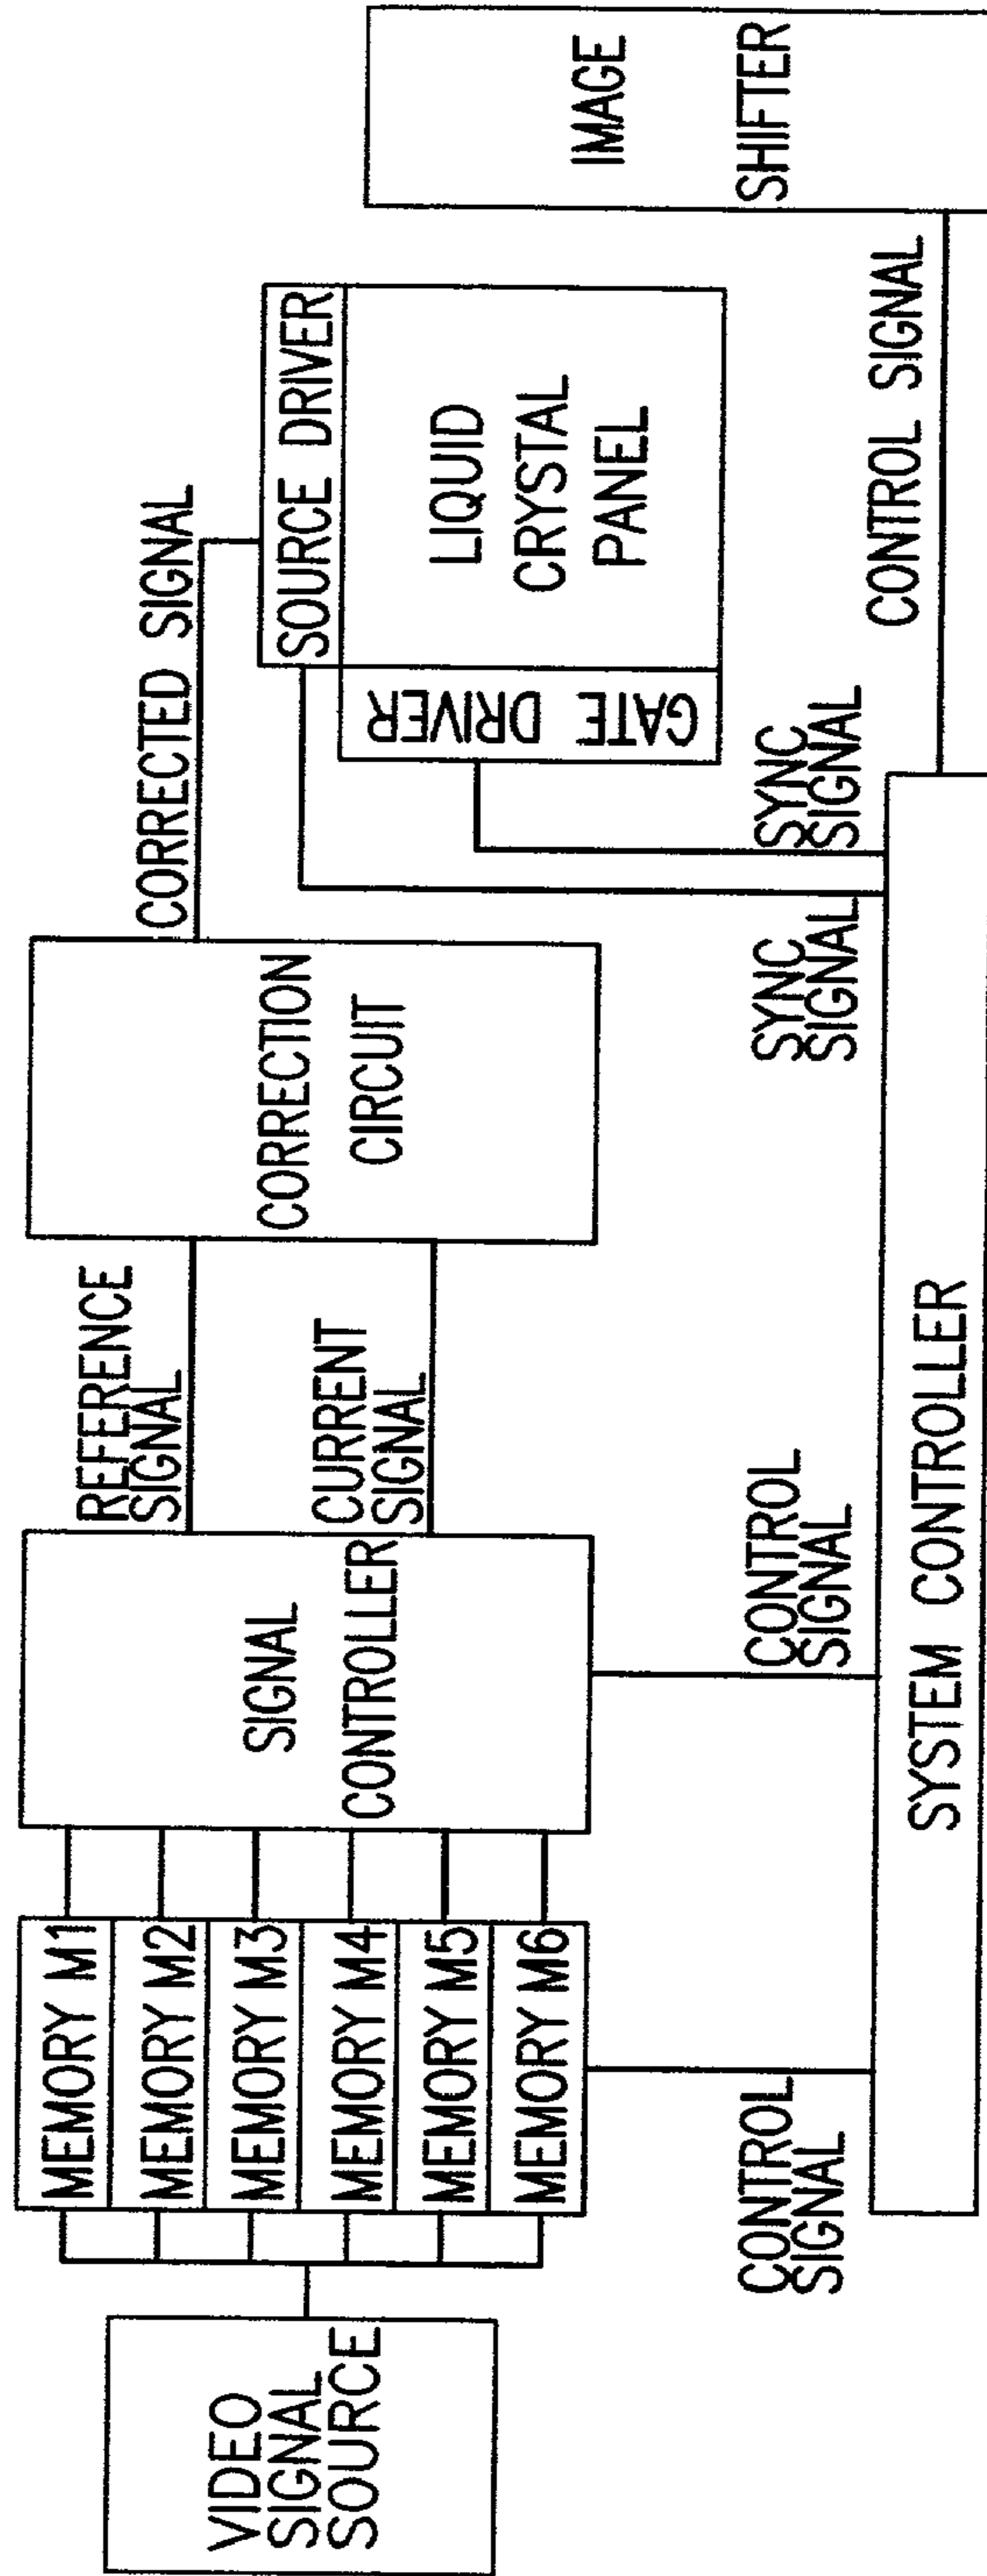 VIDEO
SIGNAL
SOURCE
MEMORY M1
MEMORY M2
MEMORY M3
MEMORY M4
MEMORY M5
MEMORY M6
CONTROL
SIGNAL
SIGNAL
CONTROLLER
CONTROL
SIGNAL
REFERENCE
SIGNAL
CURRENT
SIGNAL
CORRECTION
CIRCUIT
CORRECTED SIGNAL
SOURCE DRIVER
GATE DRIVER
LIQUID
CRYSTAL
PANEL
SYNC
SIGNAL
SYNC
SIGNAL
CONTROL SIGNAL
IMAGE
SHIFTER
SYSTEM CONTROLLER